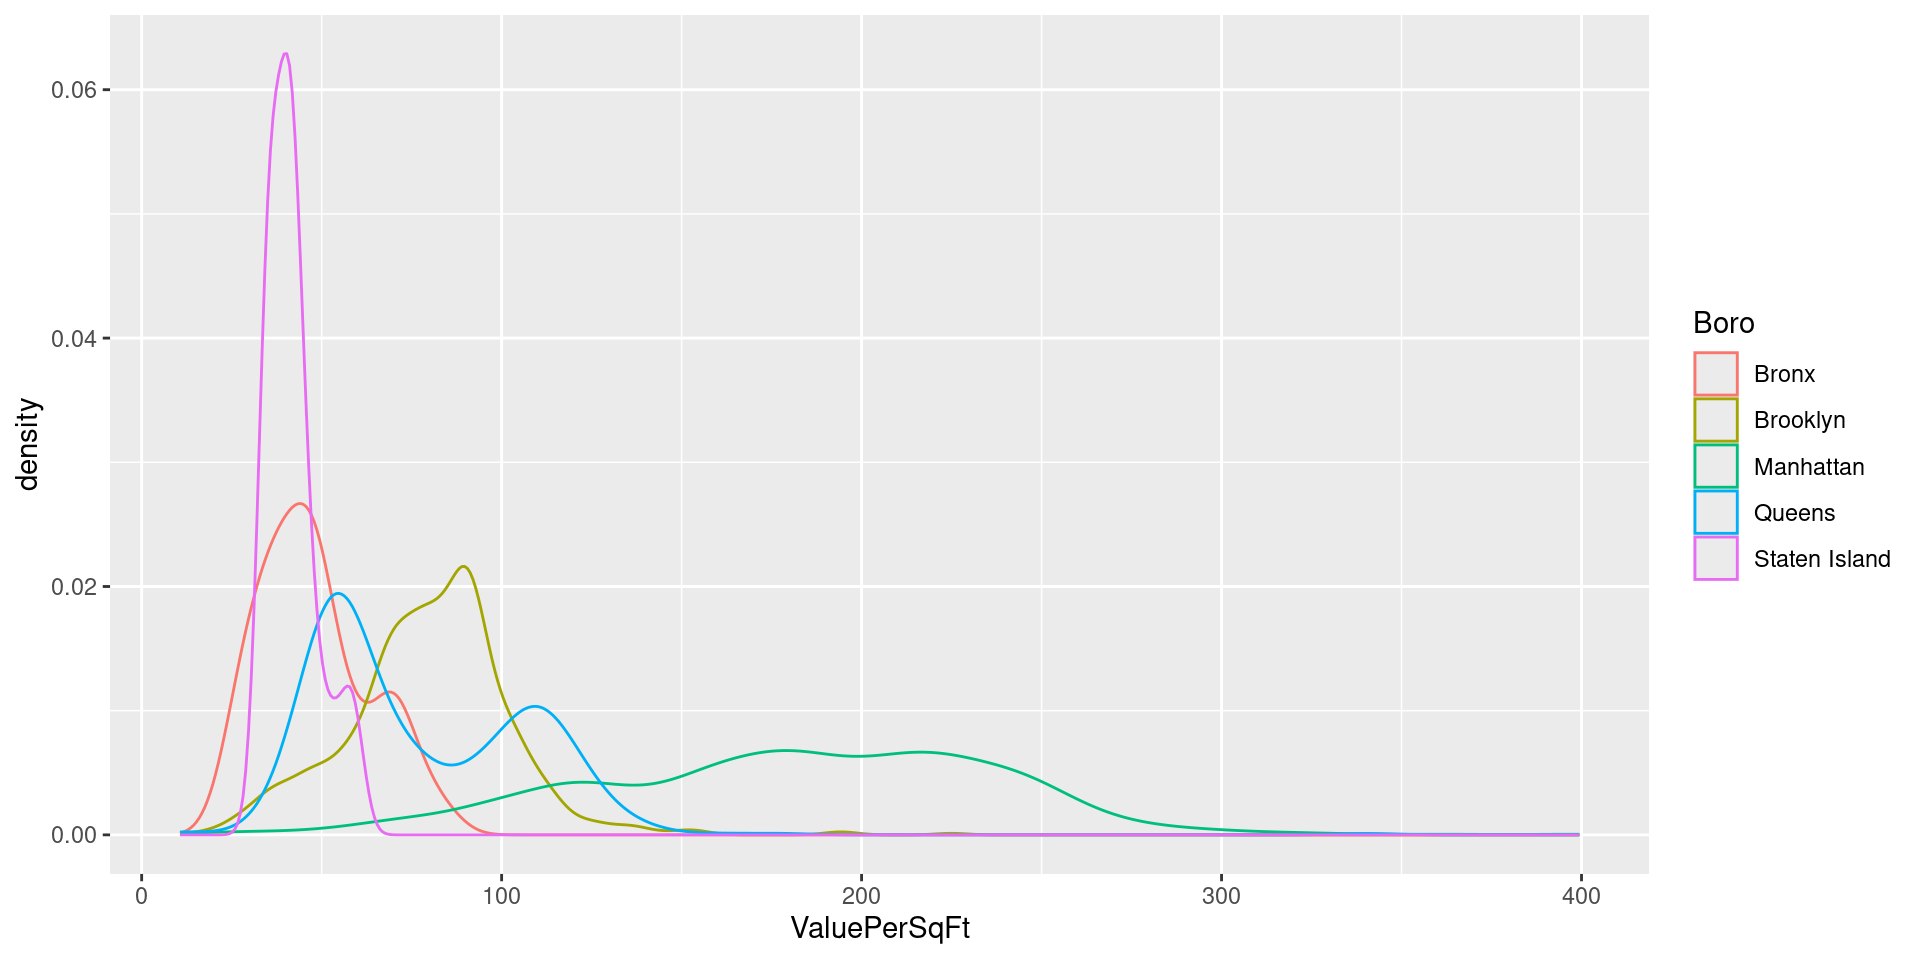 density
0.06
0.04
0.02
0.00
0 100 200 300 400
ValuePerSqFt
Boro
Bronx
Brooklyn
Manhattan
Queens
Staten Island